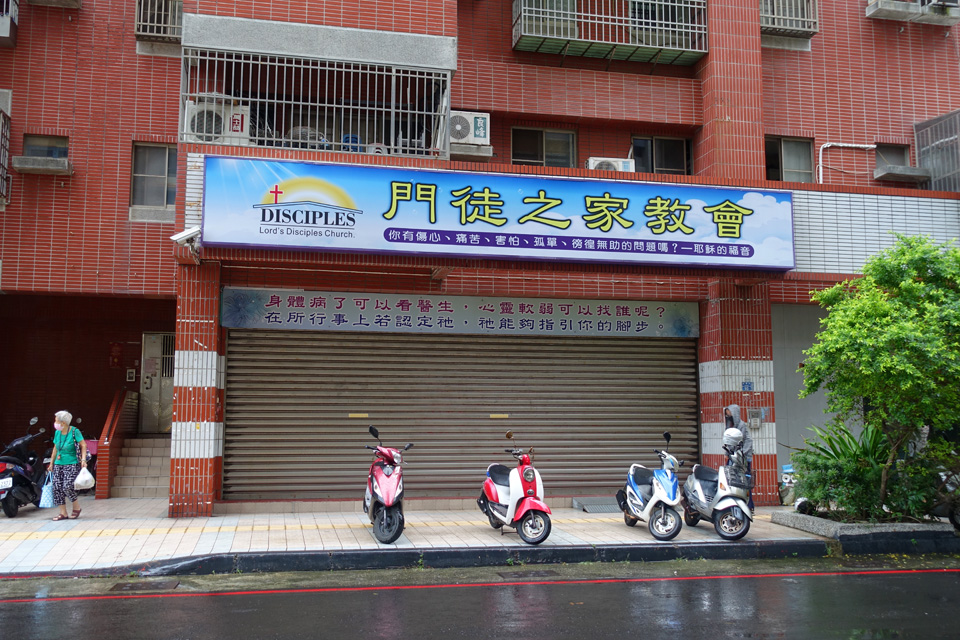 DISCIPLES
Lord's Disciples Church.
門徒之家教會
你有傷心、痛苦、害怕、孤單、徬徨無助的問題嗎？—耶穌的福音
身體病了可以看醫生，心靈軟弱可以找誰呢？
在所行事上若認定祂，祂能夠指引你的腳步。